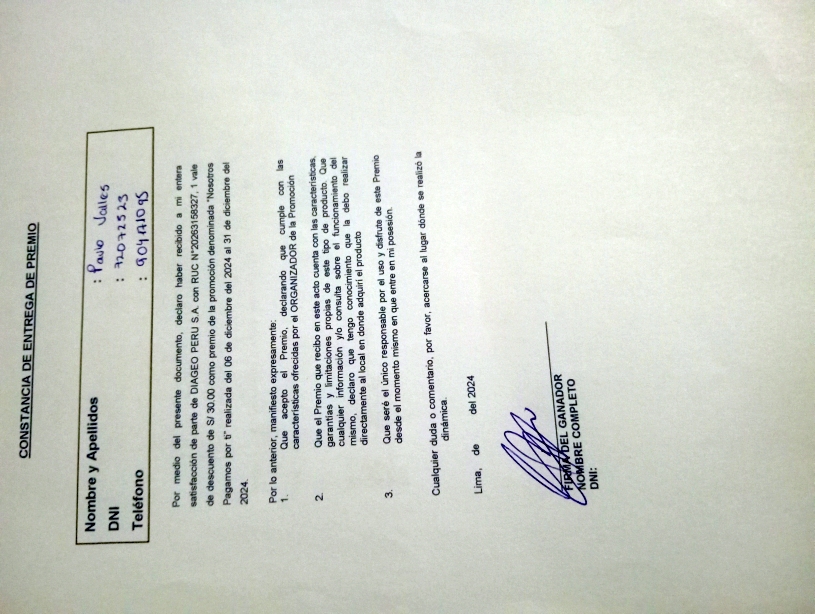 CONSTANCIA DE ENTREGA DE PREMIO
Nombre y Apellidos : Paulo Valles
DNI : 72072523
Teléfono :
Por medio del presente documento, declaro haber recibido a mi entera
satisfacción de parte de DIAGEO PERU S.A. con RUC N°20263158327, 1 vale
de descuento de S/ 30.00 como premio de la promoción denominada "Nosotros
Pagamos por ti" realizada del 06 de diciembre del 2024 al 31 de diciembre del
2024.
Por lo anterior, manifiesto expresamente:
1. Que acepto el Premio, declarando que cumple con las
características ofrecidas por el ORGANIZADOR de la Promoción
2. Que el Premio que recibo en este acto cuenta con las características,
garantías y limitaciones propias de este tipo de producto. Que
cualquier información y/o consulta sobre el funcionamiento del
mismo, declaro que tengo conocimiento que la debo realizar
directamente al local en donde adquirí el producto
3. Que seré el único responsable por el uso y disfrute de este Premio
desde el momento mismo en que entre en mi posesión.
Cualquier duda o comentario, por favor, acercarse al lugar dónde se realizó la
dinámica.
Lima, de del 2024
FIRMA DEL GANADOR
NOMBRE COMPLETO
DNI: